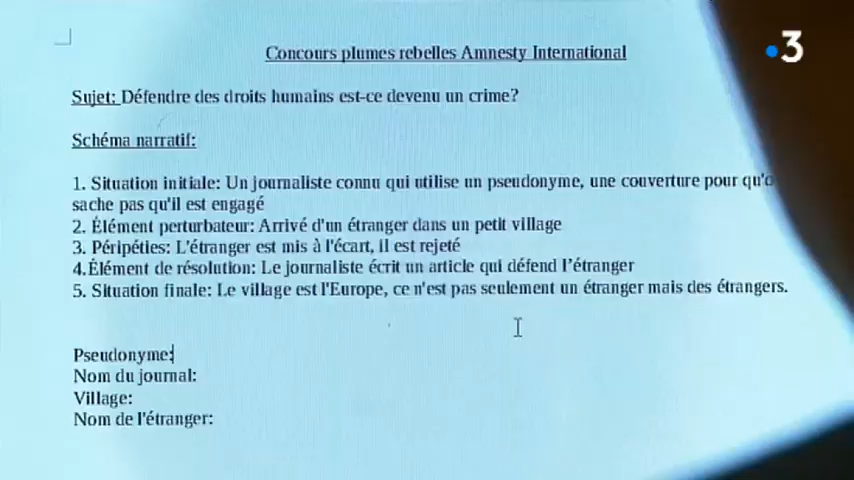 Concours plumes rebelles Amnesty International
3
Sujet: Défendre des droits humains est-ce devenu un crime?
Schéma narratif:
1. Situation initiale: Un journaliste connu qui utilise un pseudonyme, une couverture pour qu'o
sache pas qu'il est engagé
2. Élément perturbateur: Arrivé d'un étranger dans un petit village
3. Péripéties: L'étranger est mis à l'écart, il est rejeté
4.Élément de résolution: Le journaliste écrit un article qui défend l'étranger
5. Situation finale: Le village est l'Europe, ce n'est pas seulement un étranger mais des étrangers.
Pseudonyme:
Nom du journal:
Village:
Nom de l'étranger: